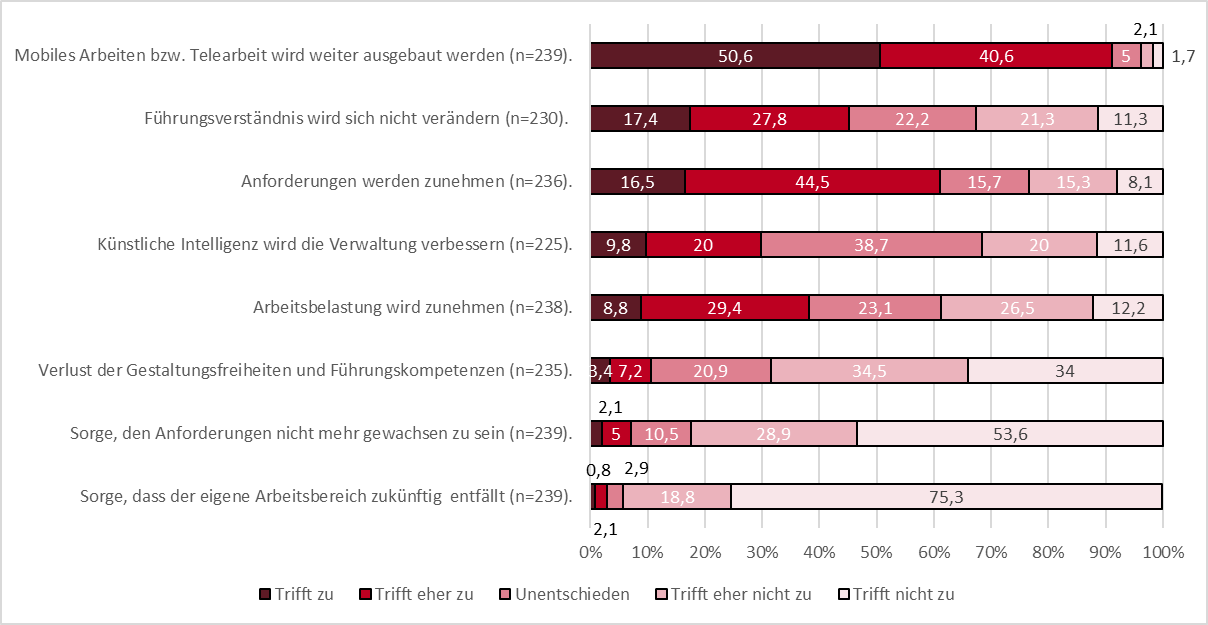 2,1
Mobiles Arbeiten bzw. Telearbeit wird weiter ausgebaut werden (n=239). 50,6 40,6 5 1,7
Führungsverständnis wird sich nicht verändern (n=230). 17,4 27,8 22,2 21,3 11,3
Anforderungen werden zunehmen (n=236). 16,5 44,5 15,7 15,3 8,1
Künstliche Intelligenz wird die Verwaltung verbessern (n=225). 9,8 20 38,7 20 11,6
Arbeitsbelastung wird zunehmen (n=238). 8,8 29,4 23,1 26,5 12,2
Verlust der Gestaltungsfreiheiten und Führungskompetenzen (n=235). 3,4 7,2 20,9 34,5 34
2,1
Sorge, den Anforderungen nicht mehr gewachsen zu sein (n=239). 5 10,5 28,9 53,6
0,8 2,9
Sorge, dass der eigene Arbeitsbereich zukünftig entfällt (n=239). 18,8 75,3
2,1
0% 10% 20% 30% 40% 50% 60% 70% 80% 90% 100%
Trifft zu Trifft eher zu Unentschieden Trifft eher nicht zu Trifft nicht zu